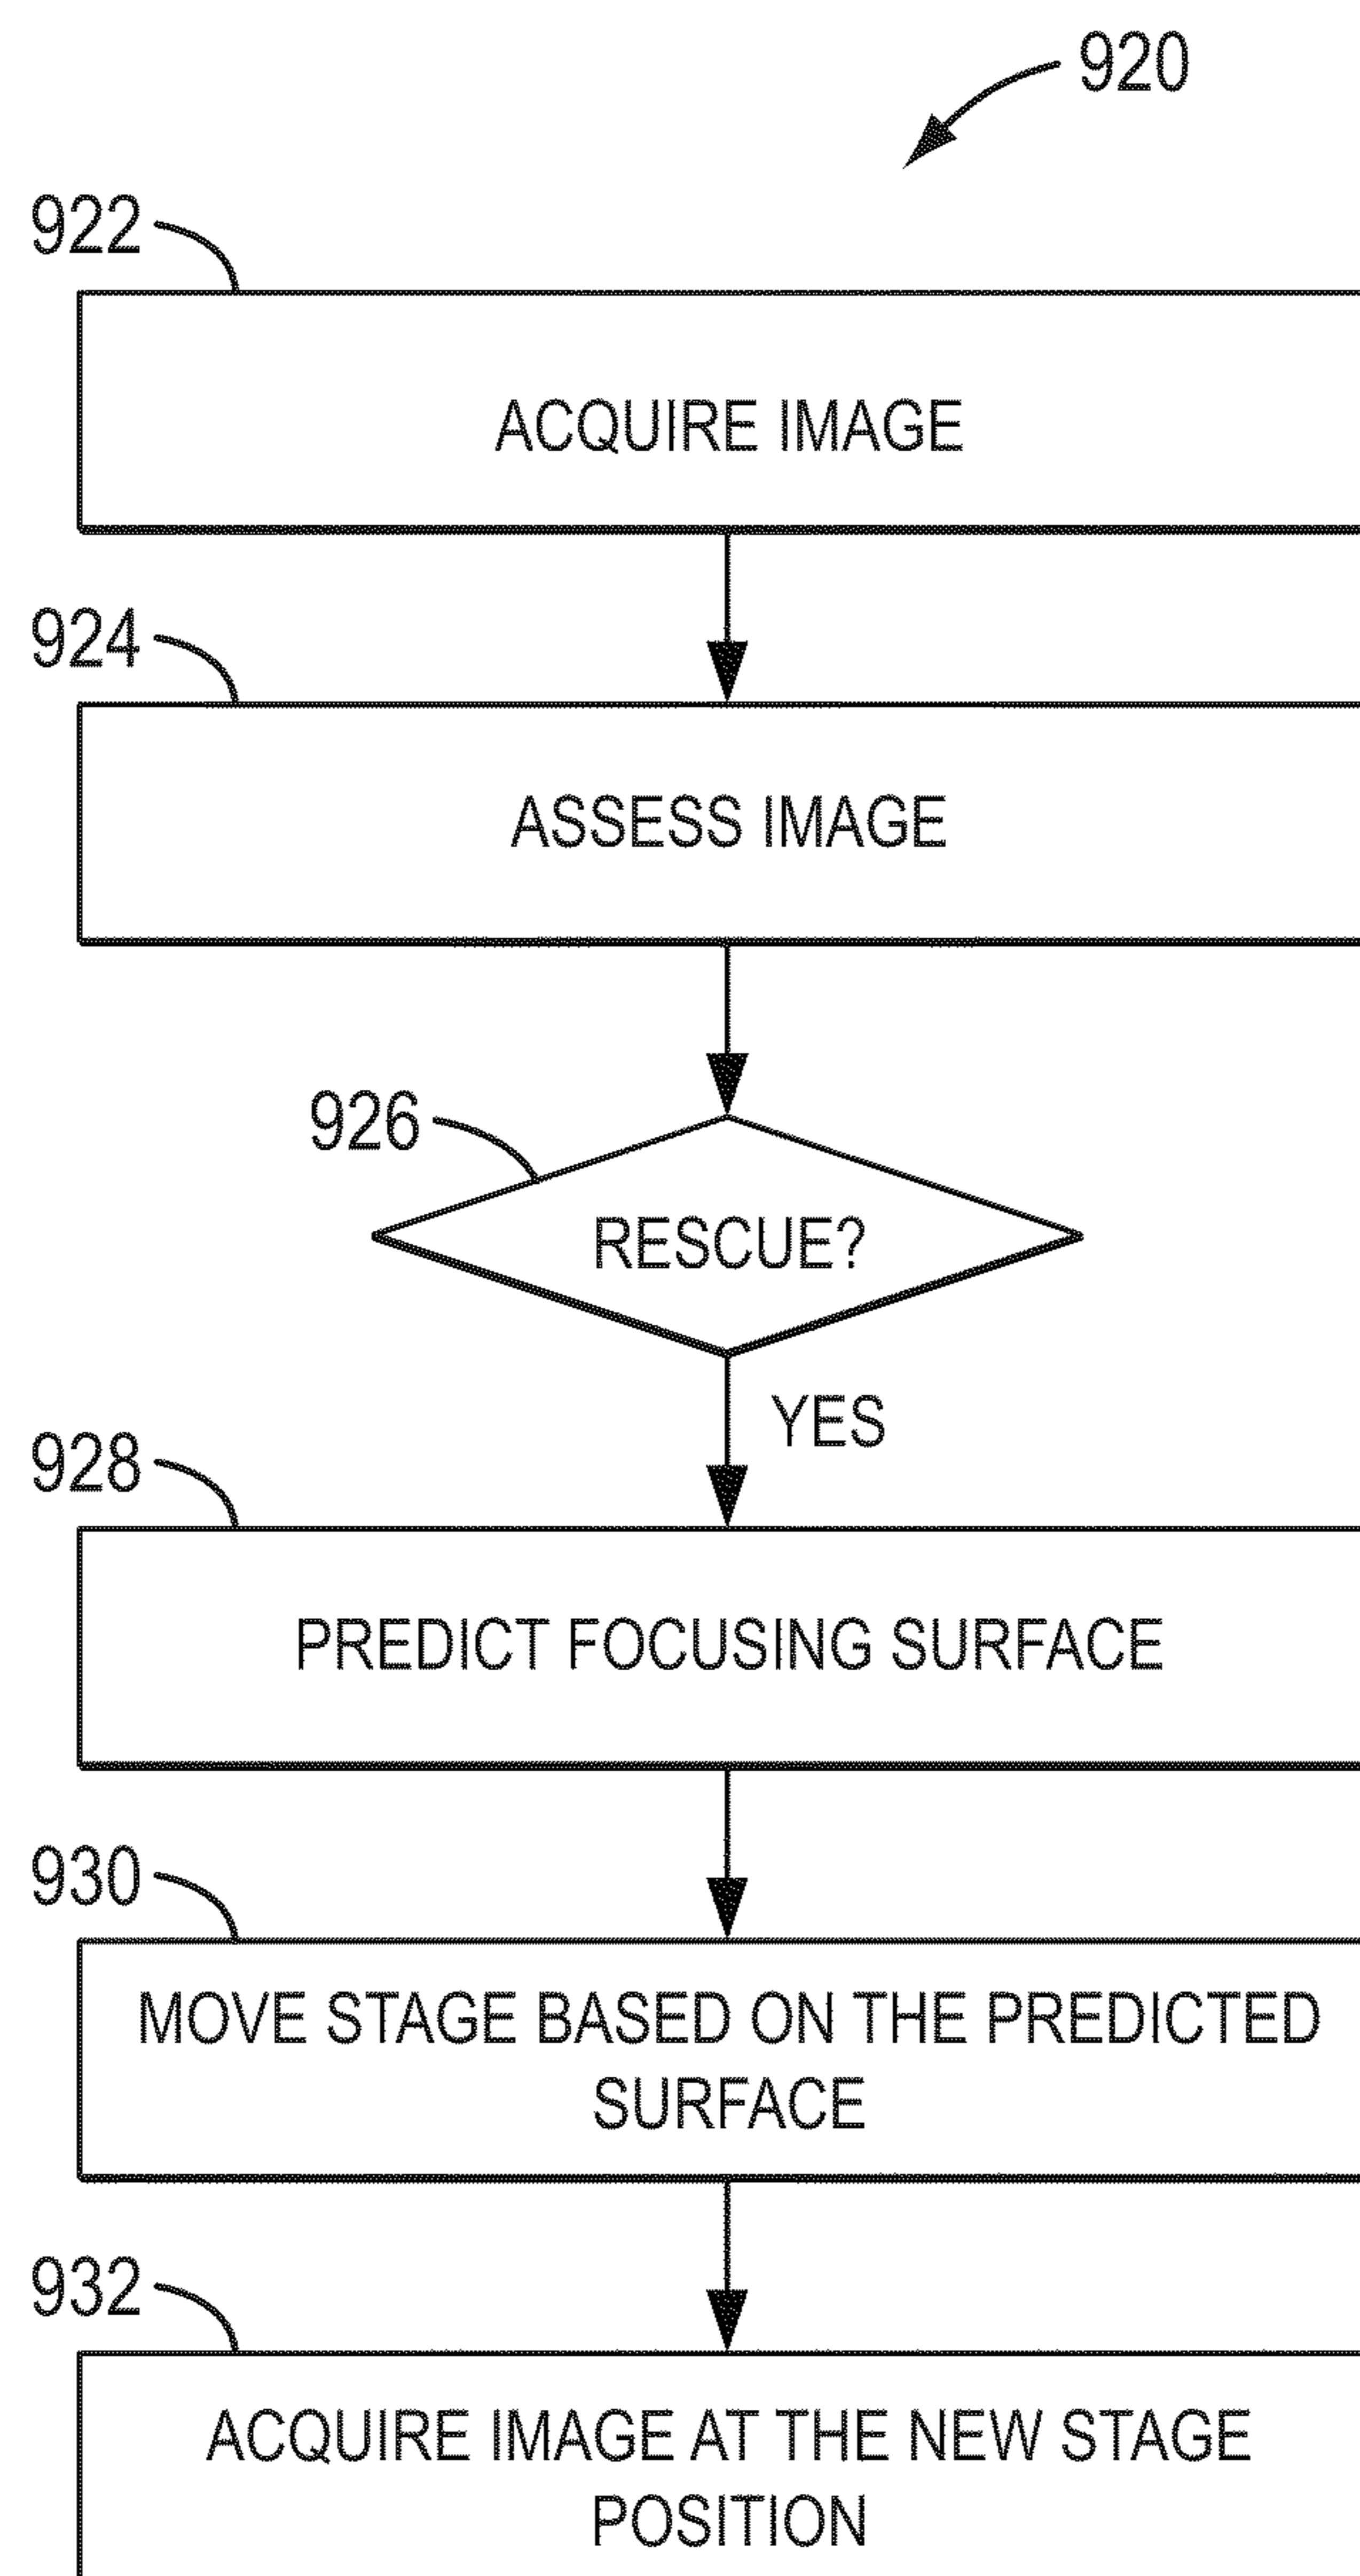 920
922
ACQUIRE IMAGE
924
ASSESS IMAGE
926
RESCUE?
YES
928
PREDICT FOCUSING SURFACE
930
MOVE STAGE BASED ON THE PREDICTED
SURFACE
932
ACQUIRE IMAGE AT THE NEW STAGE
POSITION